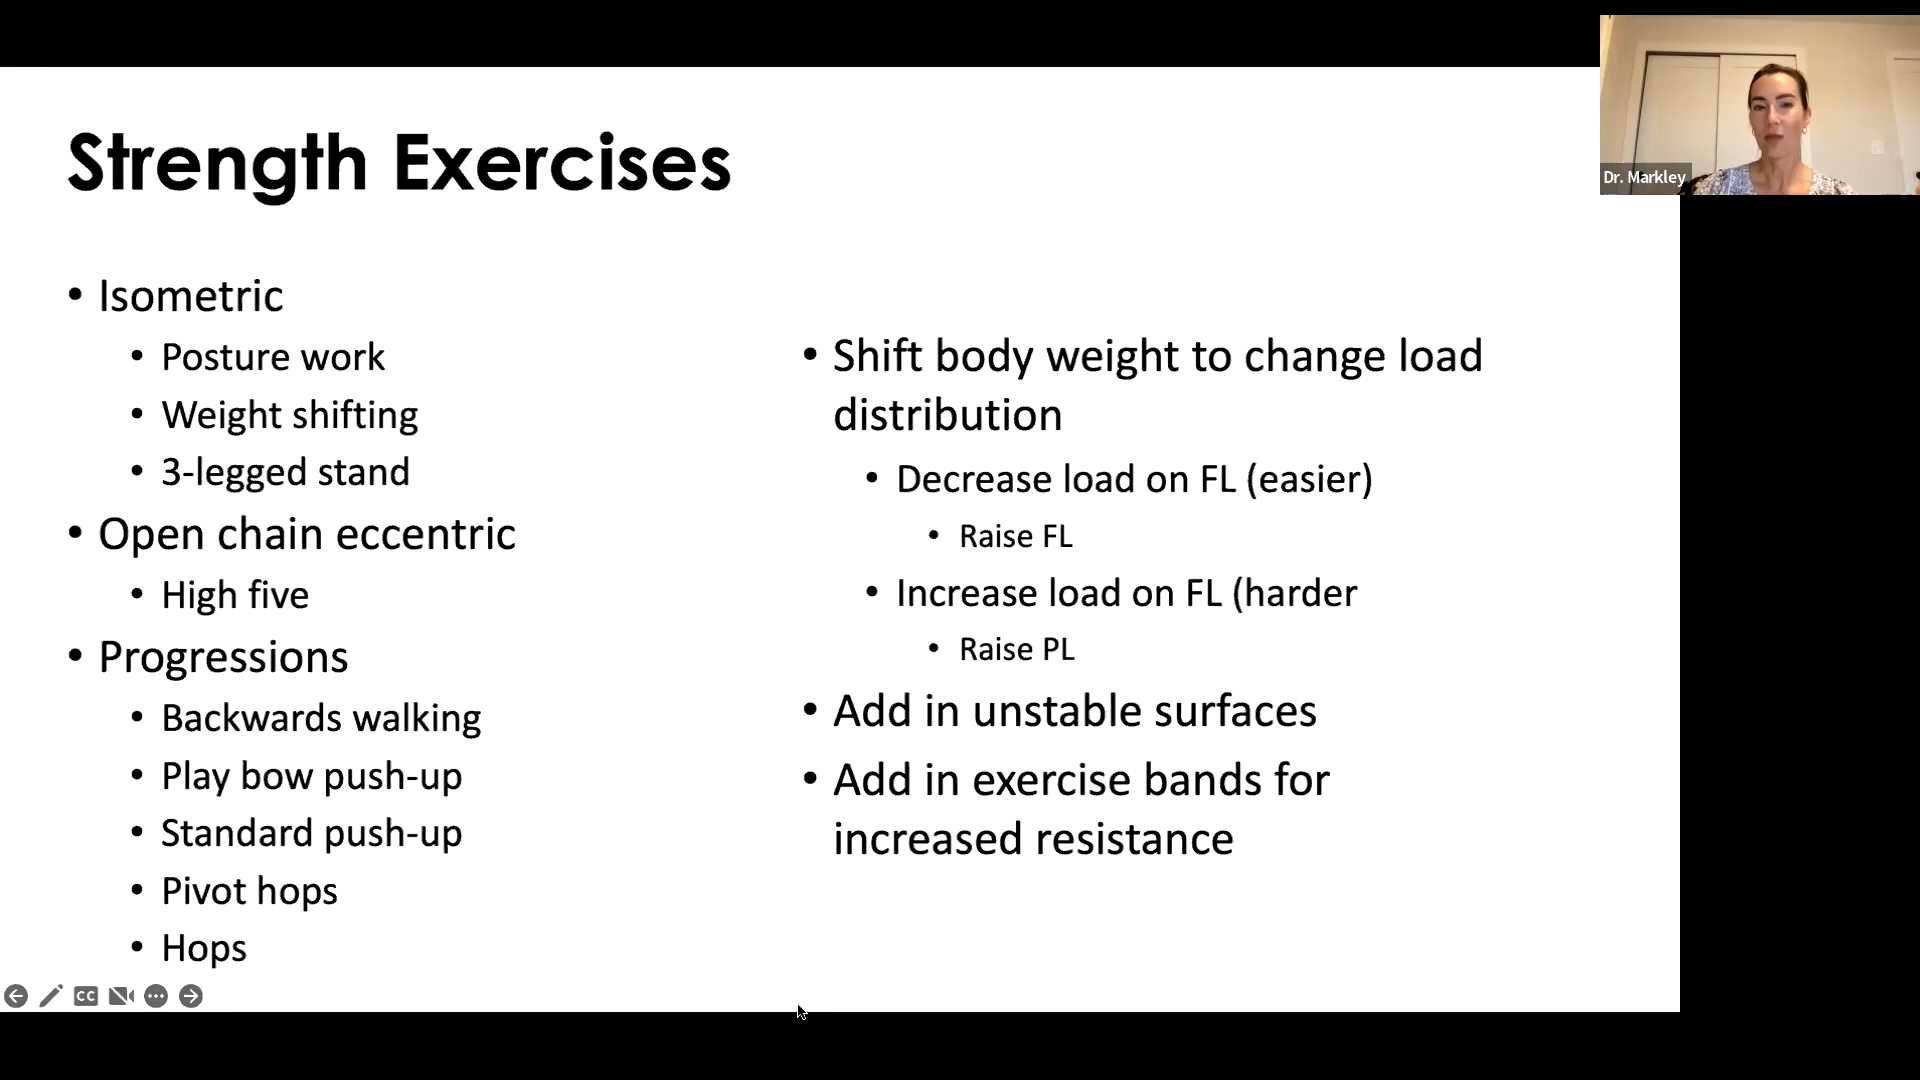 Strength Exercises
• Isometric
• Posture work
• Weight shifting
• 3-legged stand
• Open chain eccentric
• High five
• Progressions
• Backwards walking
• Play bow push-up
• Standard push-up
• Pivot hops
• Hops
• Shift body weight to change load
distribution
• Decrease load on FL (easier)
• Raise FL
• Increase load on FL (harder
• Raise PL
• Add in unstable surfaces
• Add in exercise bands for
increased resistance
Dr. Markley
CC